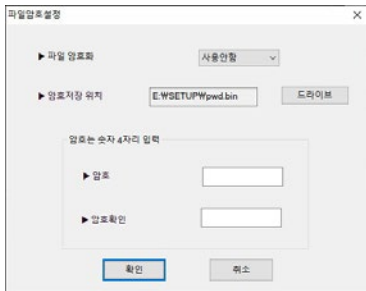 파일암호설정
▶ 파일 암호화 사용안함
▶ 암호저장 위치 E:₩SETUP₩pwd.bin 드라이브
암호는 숫자 4자리 입력
▶ 암호
▶ 암호확인
확인 취소